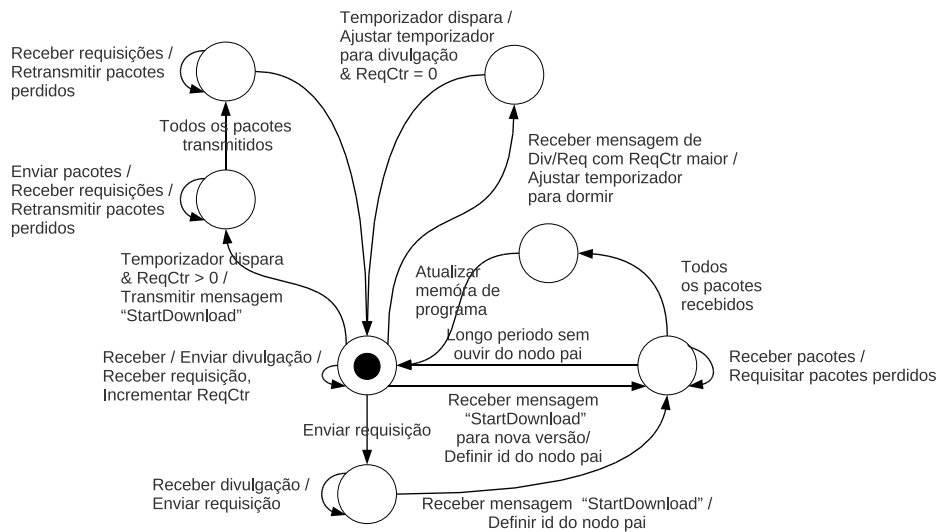 Receber requisições /
Retransmitir pacotes
perdidos
Temporizador dispara /
Ajustar temporizador
para divulgação
& ReqCtr = 0
Todos os pacotes
transmitidos
Receber mensagem de
Div/Req com ReqCtr maior /
Ajustar temporizador
para dormir
Enviar pacotes /
Receber requisições /
Retransmitir pacotes
perdidos
Temporizador dispara
& ReqCtr > 0 /
Transmitir mensagem
“StartDownload”
Atualizar
memóra de
programa
Todos
os pacotes
recebidos
Longo periodo sem
ouvir do nodo pai
Receber / Enviar divulgação /
Receber requisição,
Incrementar ReqCtr
Receber pacotes /
Requisitar pacotes perdidos
Receber mensagem
“StartDownload”
para nova versão/
Definir id do nodo pai
Enviar requisição
Receber divulgação /
Enviar requisição
Receber mensagem “StartDownload” /
Definir id do nodo pai